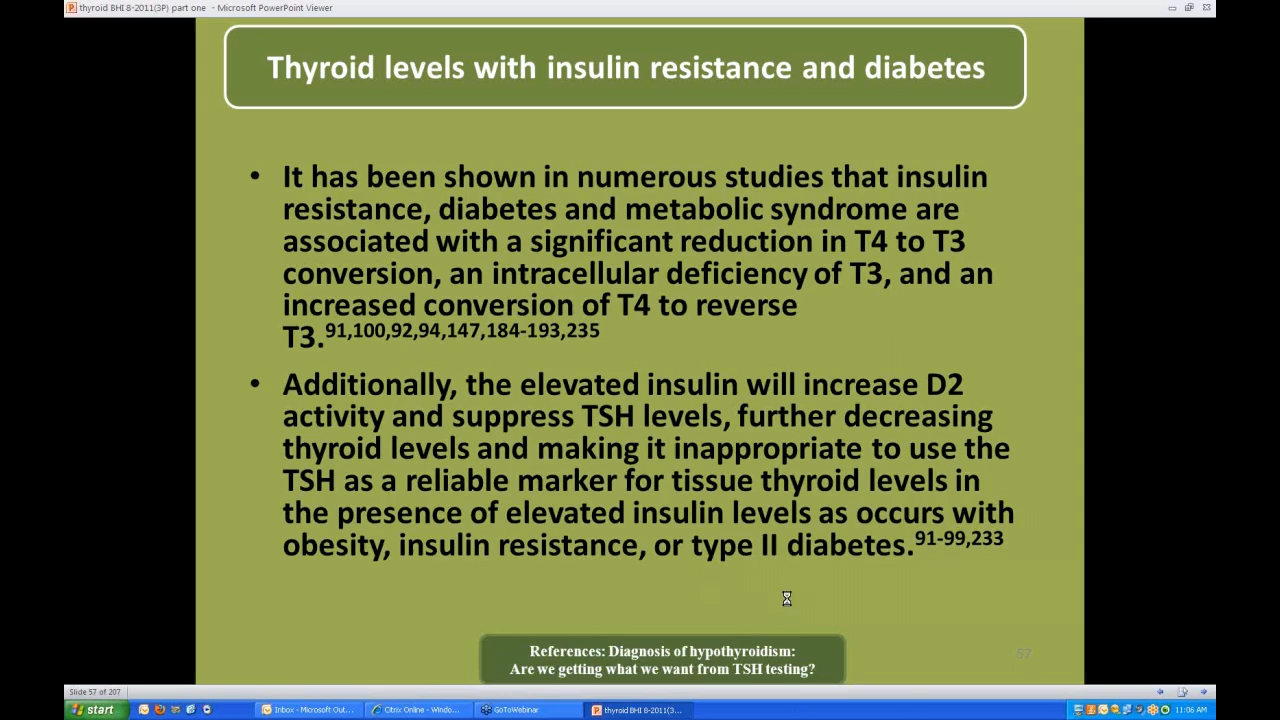 thyroid BHI 8-2011(3P) part one - Microsoft PowerPoint Viewer
Thyroid levels with insulin resistance and diabetes
• It has been shown in numerous studies that insulin
resistance, diabetes and metabolic syndrome are
associated with a significant reduction in T4 to T3
conversion, an intracellular deficiency of T3, and an
increased conversion of T4 to reverse
T3.91,100,92,94,147,184-193,235
• Additionally, the elevated insulin will increase D2
activity and suppress TSH levels, further decreasing
thyroid levels and making it inappropriate to use the
TSH as a reliable marker for tissue thyroid levels in
the presence of elevated insulin levels as occurs with
obesity, insulin resistance, or type II diabetes.91-99,233
References: Diagnosis of hypothyroidism:
Are we getting what we want from TSH testing?
57
Slide 57 of 207
start
Inbox - Microsoft Out...
Citrix Online - Windo...
GoToWebinar
thyroid BHI 8-2011(3...
11:06 AM